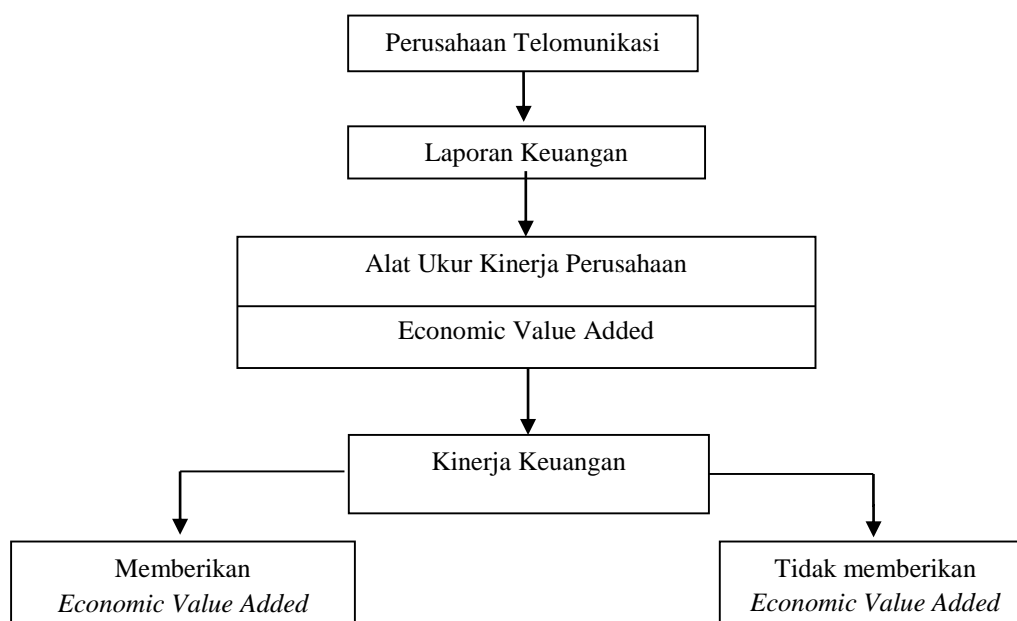 Perusahaan Telomunikasi
Laporan Keuangan
Alat Ukur Kinerja Perusahaan
Economic Value Added
Kinerja Keuangan
Memberikan
Economic Value Added
Tidak memberikan
Economic Value Added